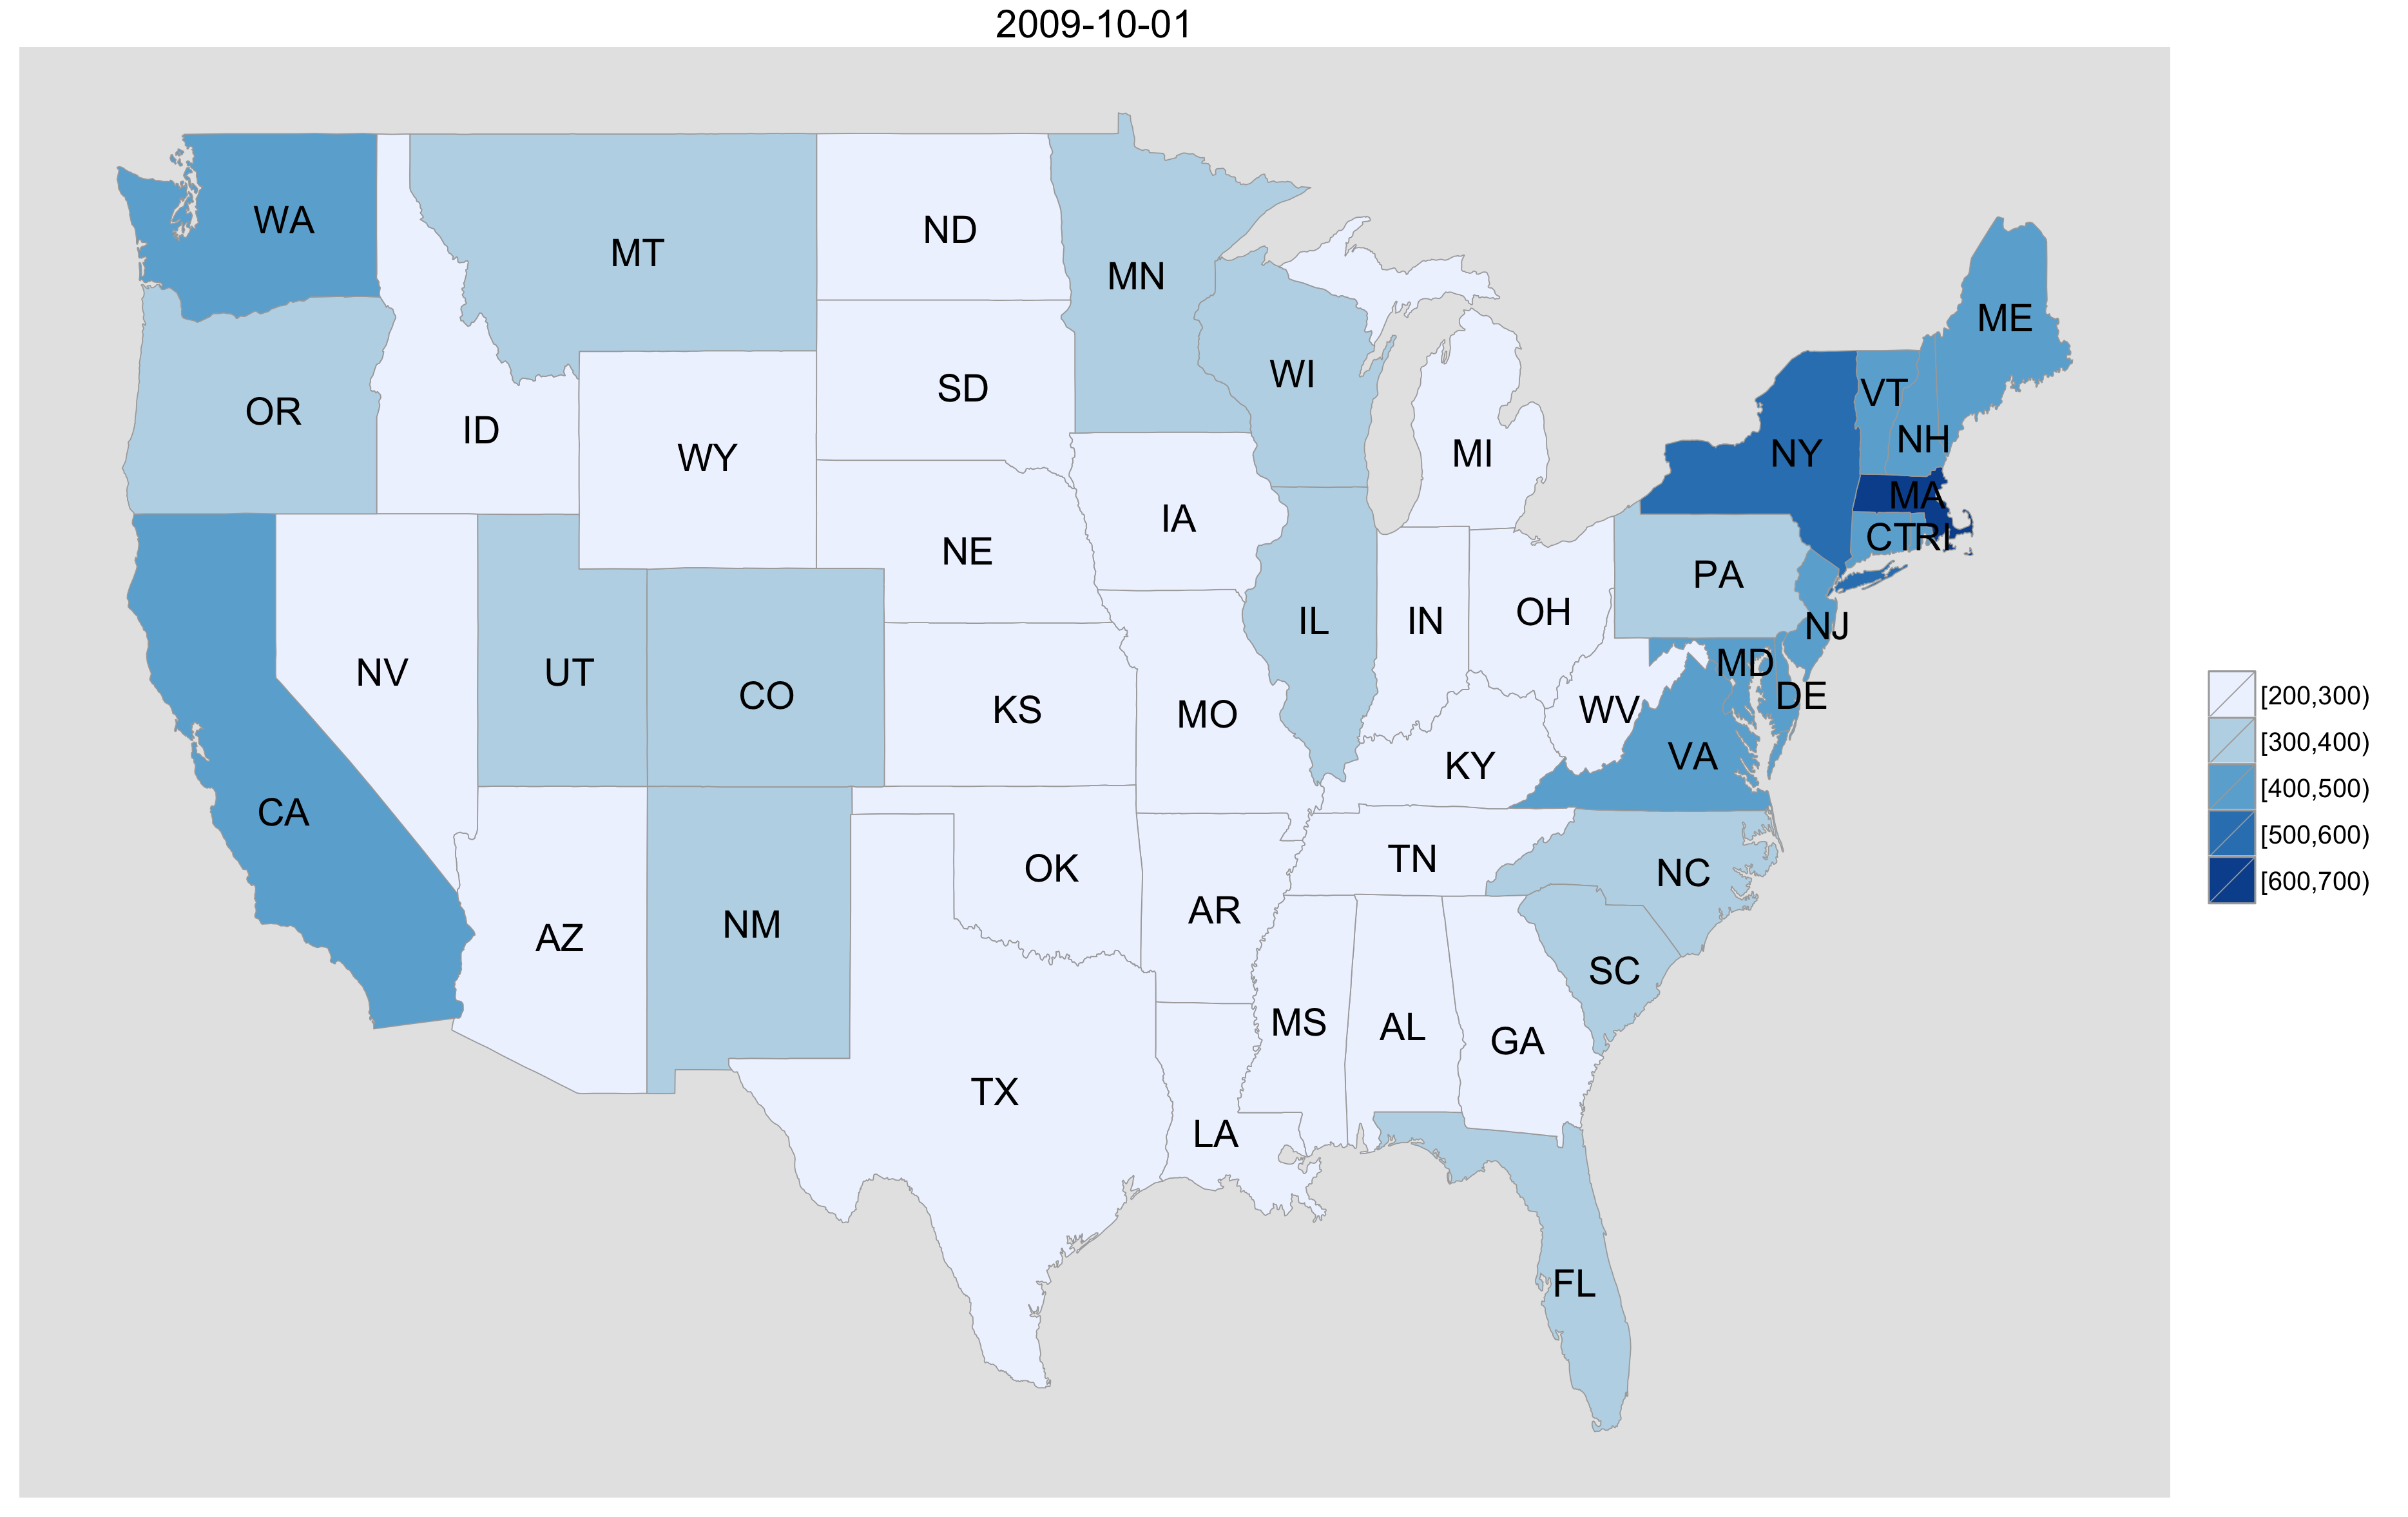 2009-10-01
WA
MT
ND
MN
ME
OR
ID
WY
SD
WI
MI
VT
NH
NY
MA
CT
RI
NE
IA
PA
NV
UT
CO
KS
MO
IL
IN
OH
NJ
MD
DE
WV
VA
KY
CA
AZ
NM
OK
AR
TN
NC
SC
TX
LA
MS
AL
GA
FL
[200,300)
[300,400)
[400,500)
[500,600)
[600,700)